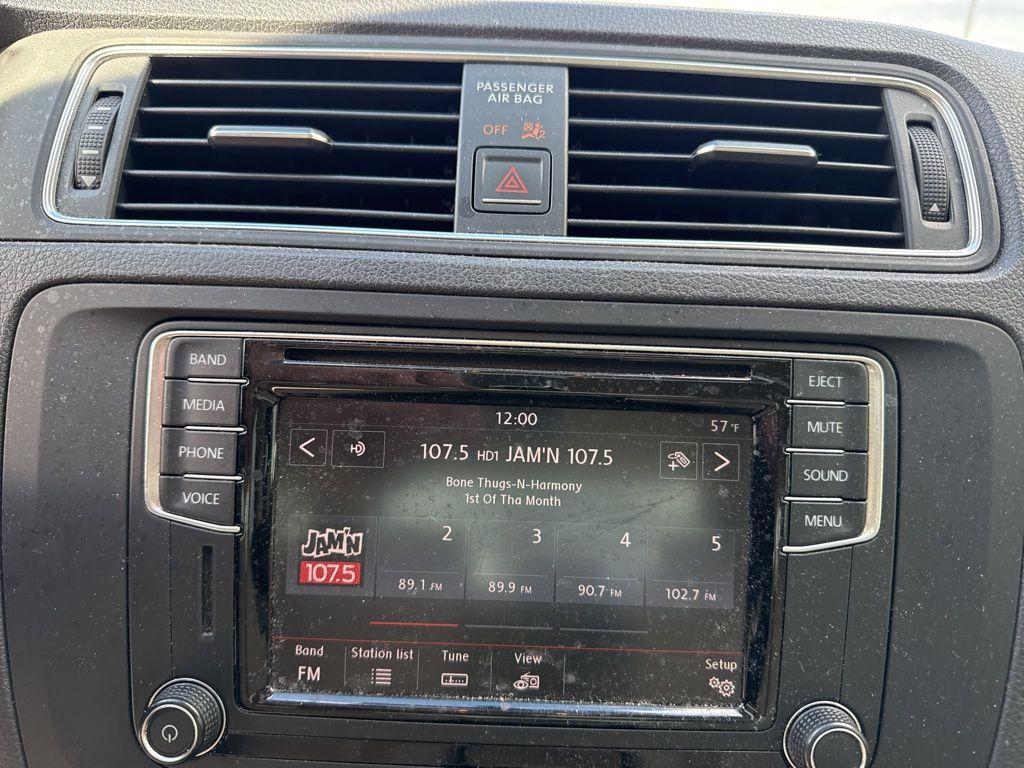 PASSENGER
AIR BAG
OFF
BAND
MEDIA
PHONE
VOICE
EJECT
MUTE
SOUND
MENU
12:00
57°F
HD
107.5 HD1 JAM'N 107.5
Bone Thugs-N-Harmony
1st Of Tha Month
JAM'N
107.5
2
89.1 FM
3
89.9 FM
4
90.7 FM
5
102.7 FM
Band
FM
Station list
Tune
View
Setup